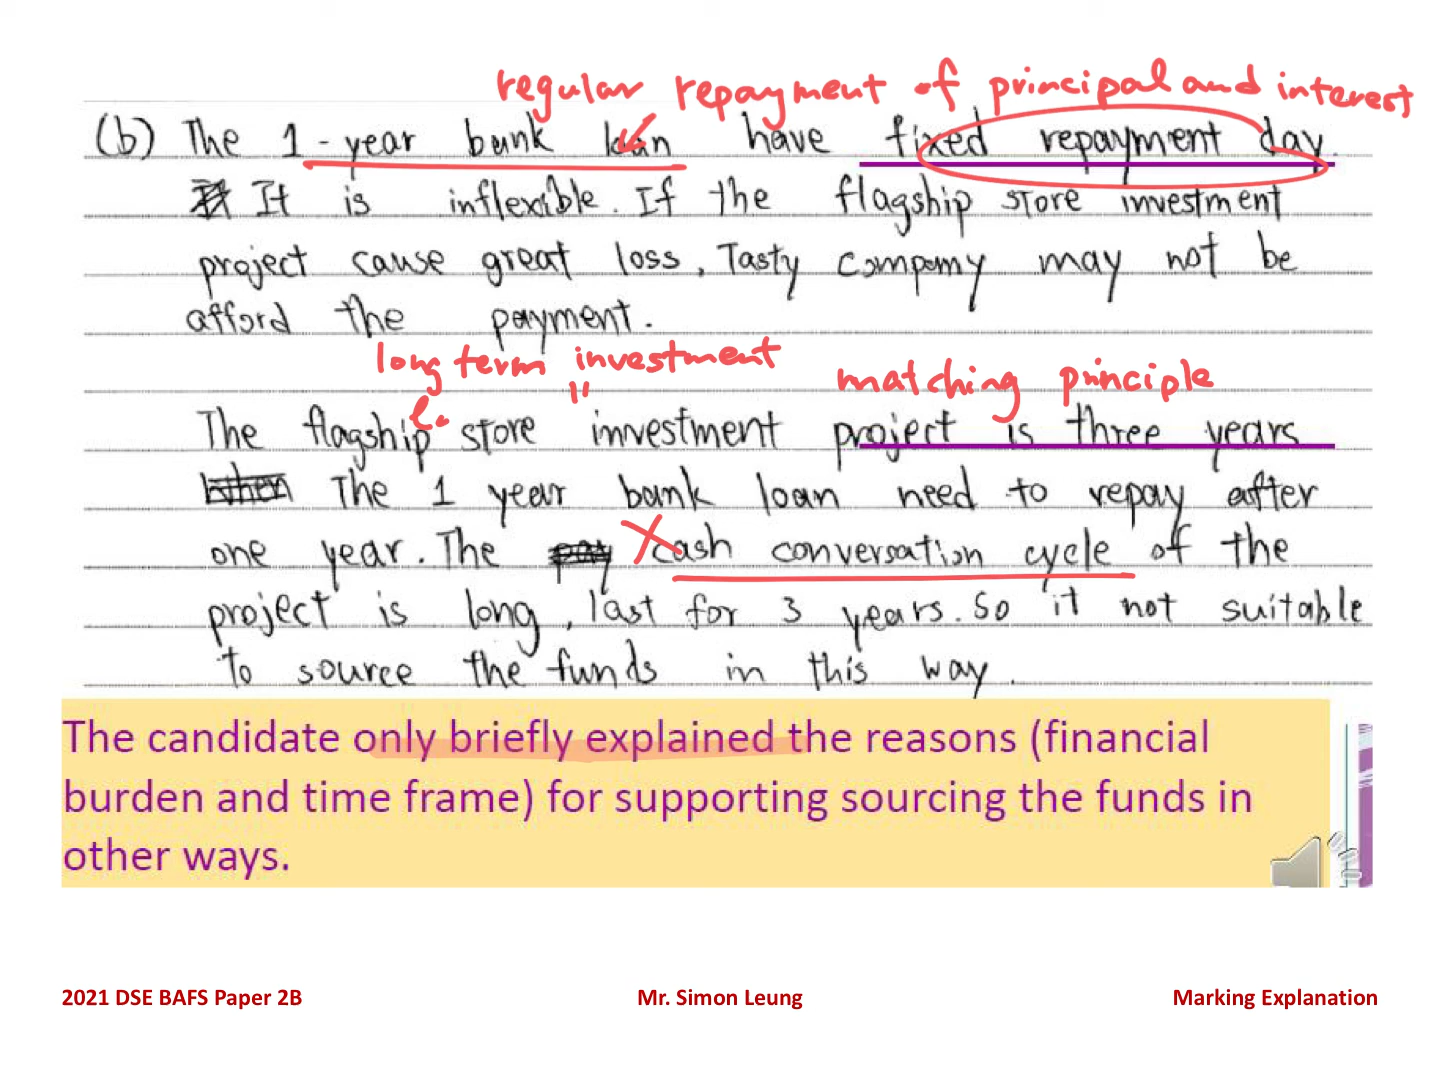 regular repayment of principal and interest
(b) The 1-year bank loan have fixed repayment day.
It is inflexible. If the flagship store investment
project cause great loss, Tasty company may not be
afford the payment.
long term investment
matching principle
The flagship store investment project is three years
The 1 year bank loan need to repay after
one year. The cash conversation cycle of the
project is long, last for 3 years. So it not suitable
to source the funds in this way.
The candidate only briefly explained the reasons (financial
burden and time frame) for supporting sourcing the funds in
other ways.
2021 DSE BAFS Paper 2B
Mr. Simon Leung
Marking Explanation